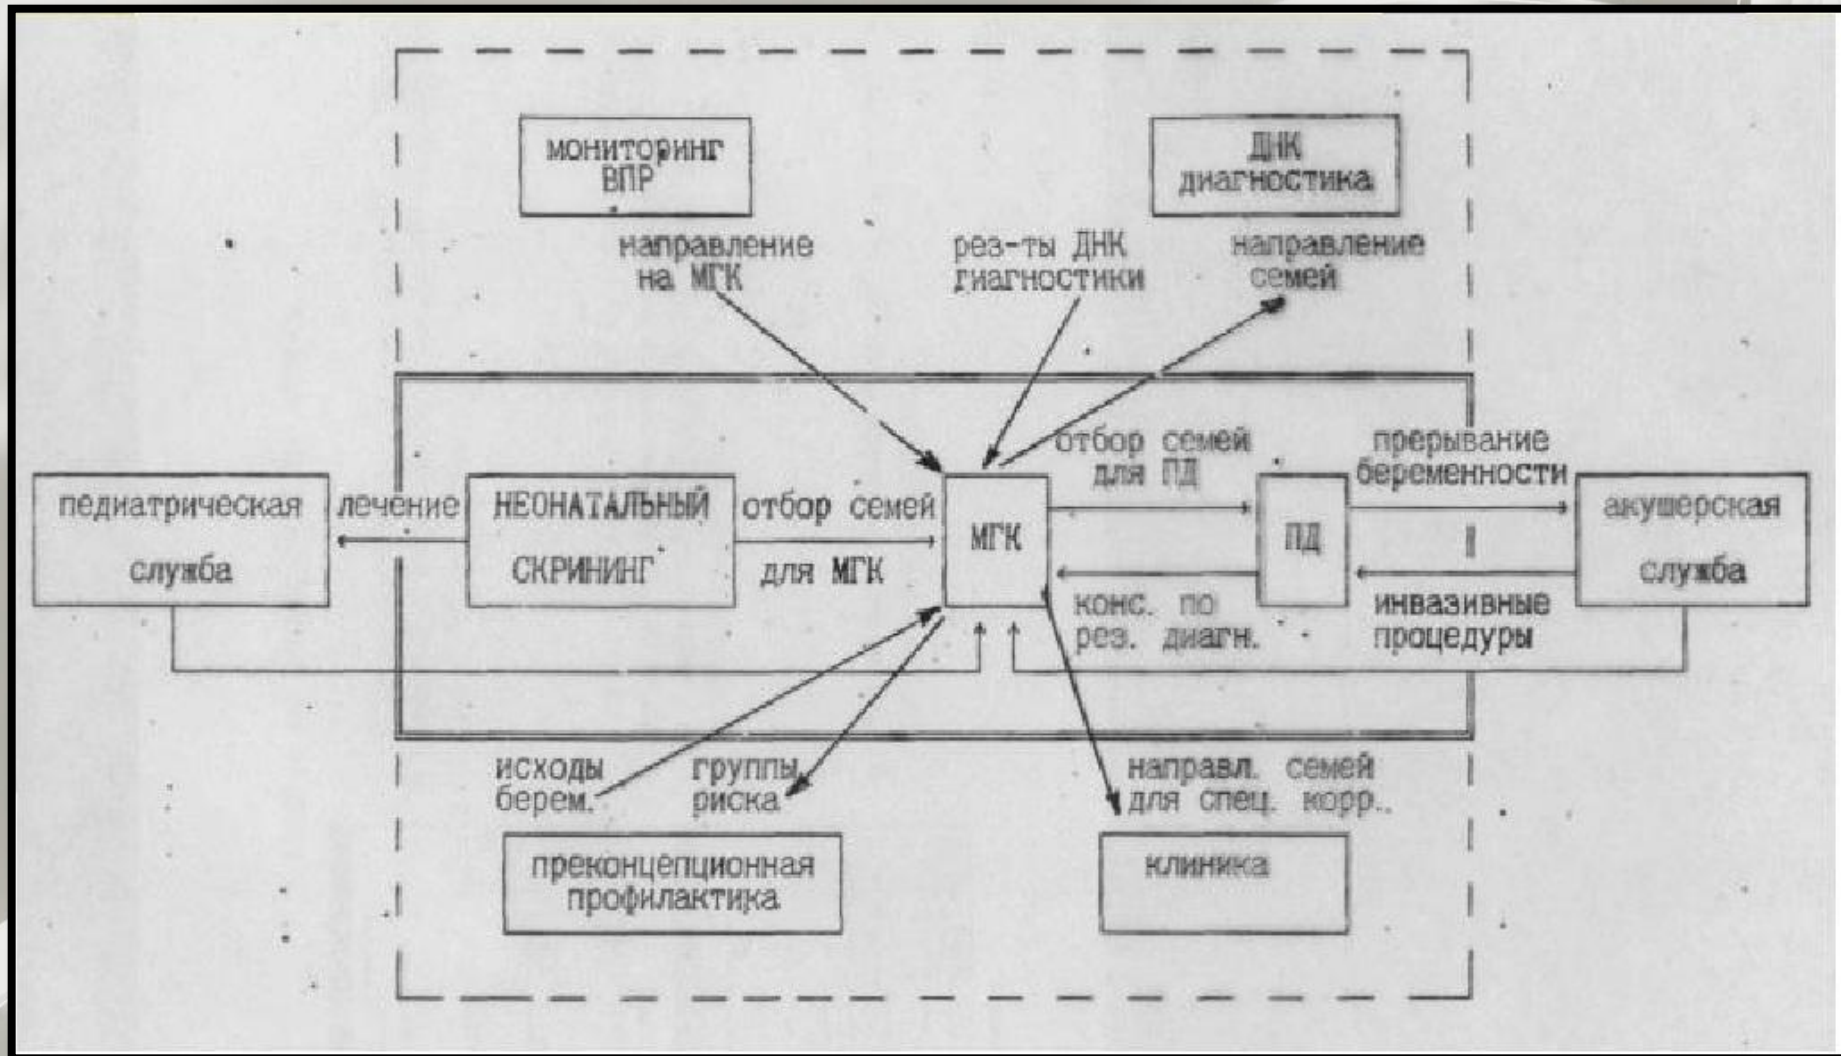 мониторинг
ВПР
ДНК
диагностика
направление
на МГК
рез-ты ДНК
гиагностики
направление
семей
педиатрическая
служба
лечение
НЕОНАТАЛЬНЫЙ
СКРИНИНГ
отбор семей
для МГК
МГК
отбор семей
для ПД
конс. по
рез. диагн.
ПД
прерывание
беременности
инвазивные
процедуры
акушерская
служба
исходы
берем.
группы
риска
направл. семей
для спец. корр..
преконцепционная
профилактика
клиника